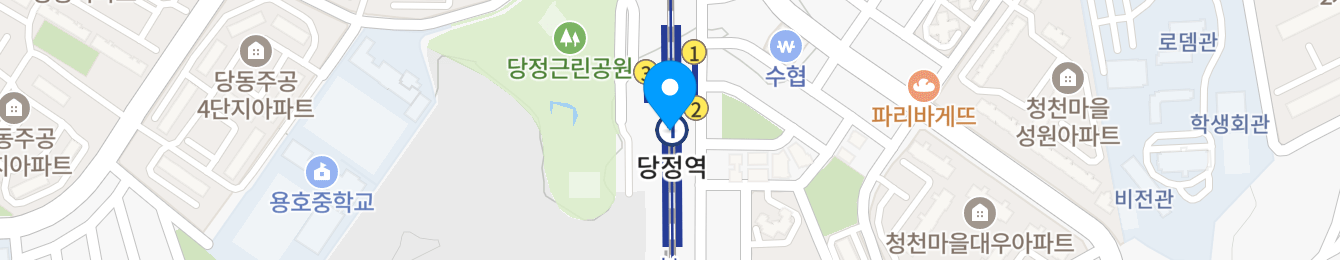 당정근린공원
1
3
2
당정역
수협
로뎀관
당동주공
4단지아파트
파리바게뜨
청천마을
성원아파트
학생회관
동주공
지아파트
용호중학교
비전관
청천마을대우아파트